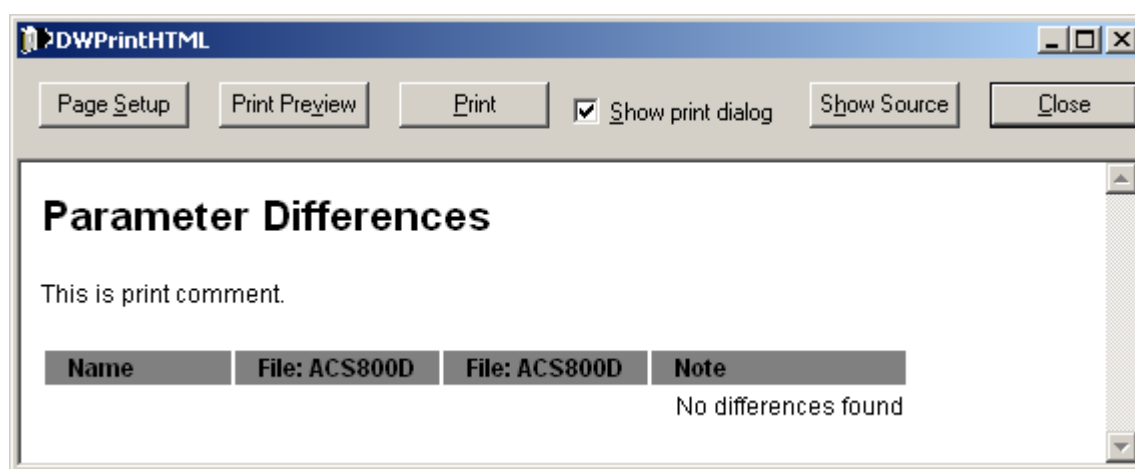 DWPrintHTML
Page Setup Print Preview Print Show print dialog Show Source Close
Parameter Differences
This is print comment.
Name File: ACS800D File: ACS800D Note
No differences found